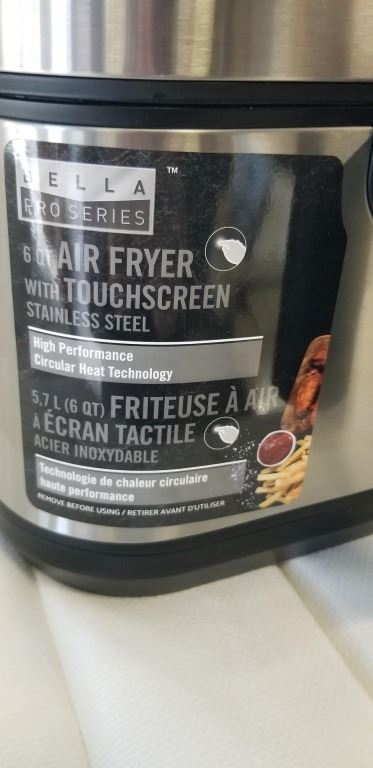 BELLA ™
PRO SERIES
6 QT AIR FRYER
WITH TOUCHSCREEN
STAINLESS STEEL
High Performance
Circular Heat Technology
5,7 L (6 QT) FRITEUSE À AIR
À ÉCRAN TACTILE
ACIER INOXYDABLE
Technologie de chaleur circulaire
haute performance
REMOVE BEFORE USING / RETIRER AVANT D'UTILISER